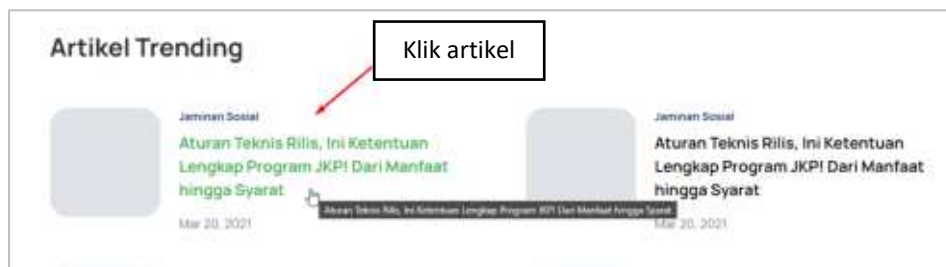 Artikel Trending
Klik artikel
Jaminan Sosial
Aturan Teknis Rilis, Ini Ketentuan
Lengkap Program JKP! Dari Manfaat
hingga Syarat
Mar 20, 2021
Aturan Teknis Rilis, Ini Ketentuan Lengkap Program JKP! Dari Manfaat hingga Syarat
Jaminan Sosial
Aturan Teknis Rilis, Ini Ketentuan
Lengkap Program JKP! Dari Manfaat
hingga Syarat
Mar 20, 2021